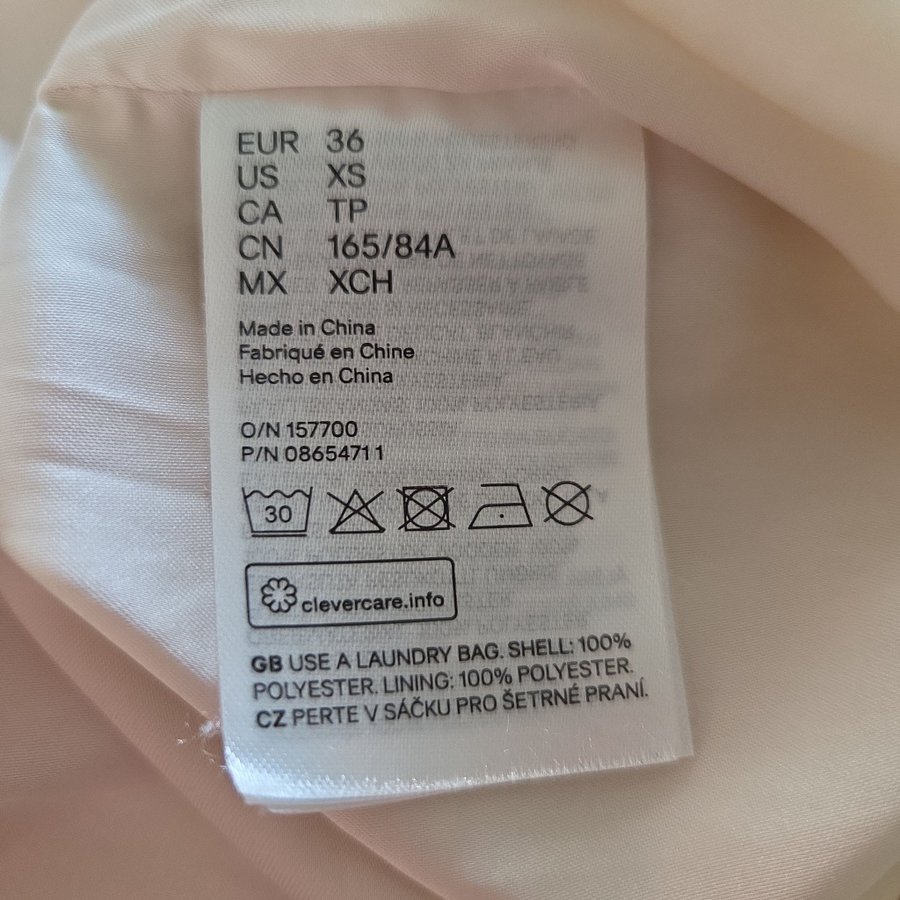 EUR 36
US XS
CA TP
CN 165/84A
MX XCH
Made in China
Fabriqué en Chine
Hecho en China
O/N 157700
P/N 08654711
30
clevercare.info
GB USE A LAUNDRY BAG. SHELL: 100%
POLYESTER. LINING: 100% POLYESTER.
CZ PERTE V SÁČKU PRO ŠETRNÉ PRANÍ.